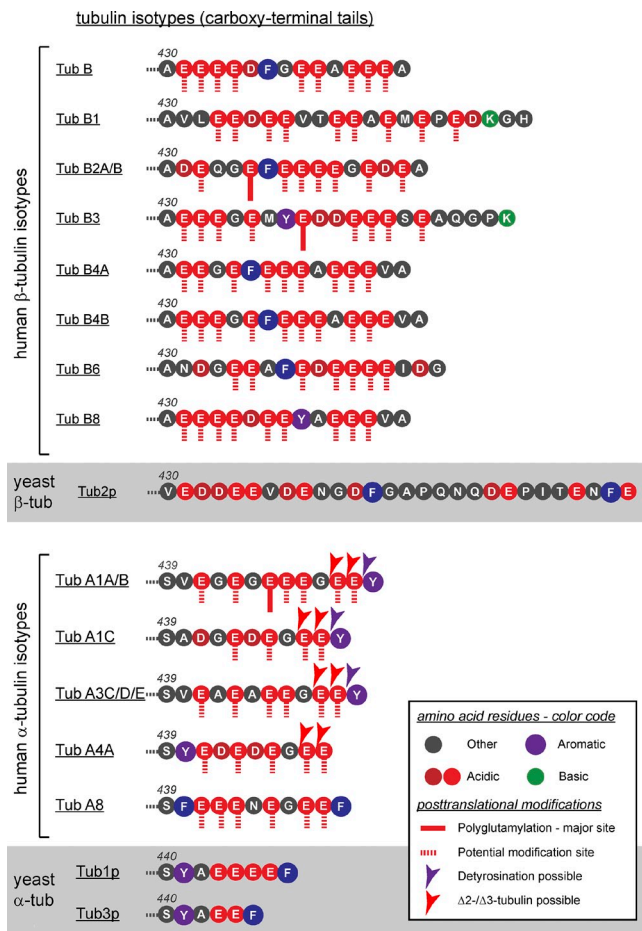 tubulin isotypes (carboxy-terminal tails)
human β-tubulin isotypes
430
Tub B AEEEEDFGEEAEEEA
430
Tub B1 AVLEEDEEVTEEAEMEPEDKGH
430
Tub B2A/B ADEQGEFEEEEGEDEA
430
Tub B3 AEEEGEMYEDDEEESEAQGPK
430
Tub B4A AEEGEFEEEAEEEVA
430
Tub B4B AEEEGEFEEEAEEEVA
430
Tub B6 ANDGEEAFEDEEEEIDG
430
Tub B8 AEEEEDEEYAEEEVA
yeast
β-tub
430
Tub2p VEDDEEVDENGDFGAPQNQDEPITENFE
human α-tubulin isotypes
439
Tub A1A/B SVEGEGEEEGEEY
439
Tub A1C SADGEDEGEEY
439
Tub A3C/D/E SVEAEAEEGEEY
439
Tub A4A SYEDEDEGEE
439
Tub A8 SFEEENEGEEF
yeast
α-tub
440
Tub1p SYAEEEEF
440
Tub3p SYAEEF
amino acid residues - color code
Other Aromatic
Acidic Basic
posttranslational modifications
Polyglutamylation - major site
Potential modification site
Detyrosination possible
Δ2-/Δ3-tubulin possible